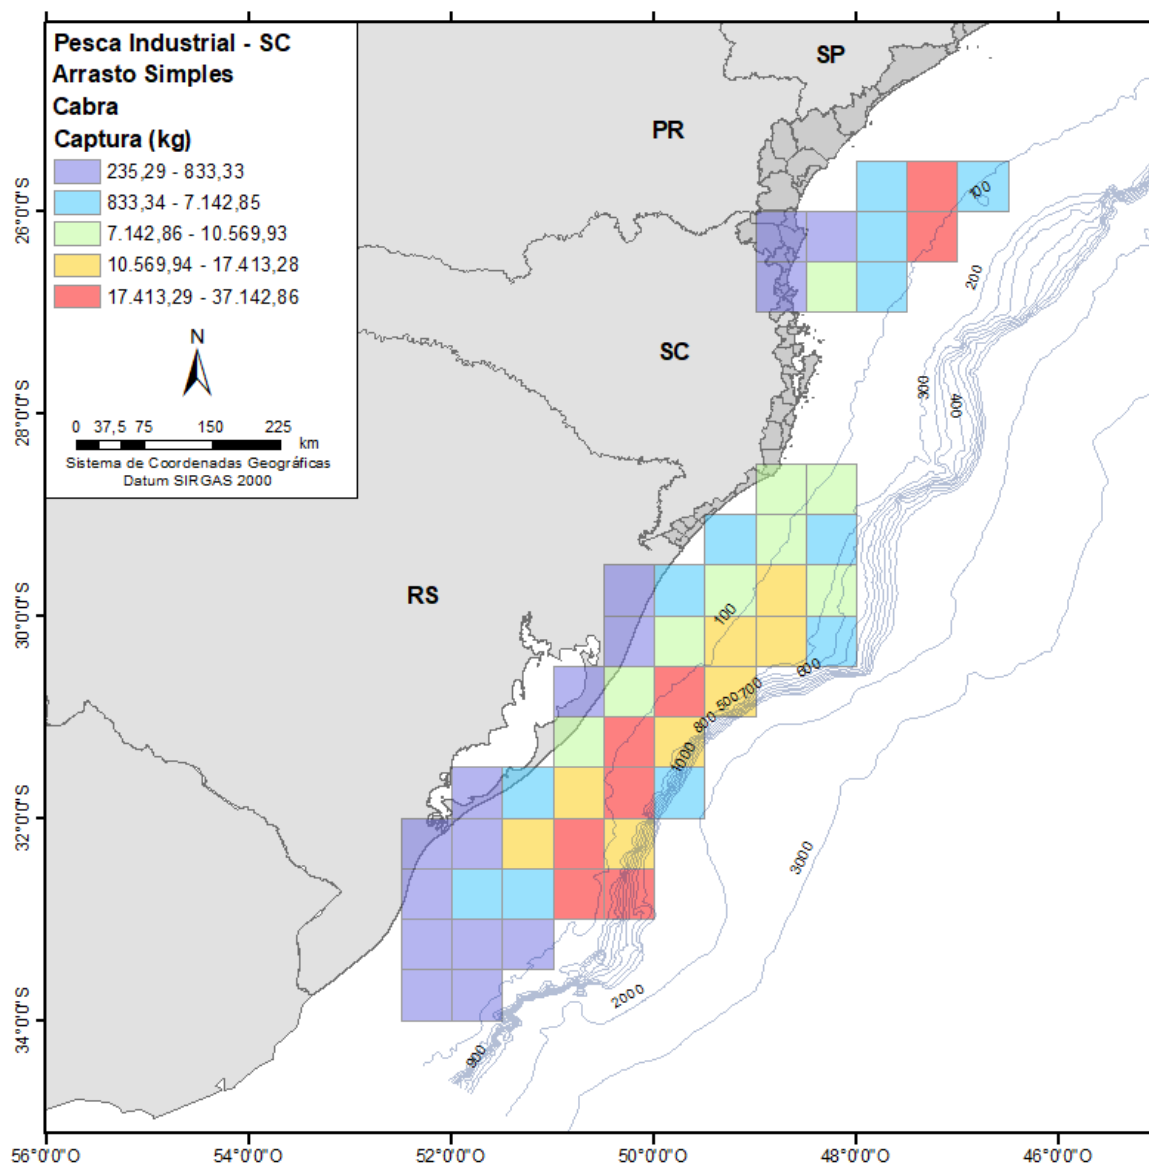 Pesca Industrial - SC
Arrasto Simples
Cabra
Captura (kg)
235,29 - 833,33
833,34 - 7.142,85
7.142,86 - 10.569,93
10.569,94 - 17.413,28
17.413,29 - 37.142,86
N
0 37,5 75 150 225
km
Sistema de Coordenadas Geográficas
Datum SIRGAS 2000
SP
PR
SC
RS
200
300
400
100
600
700
500
800
1000
3000
2000
900
26°0'0"S
28°0'0"S
30°0'0"S
32°0'0"S
34°0'0"S
56°0'0"O
54°0'0"O
52°0'0"O
50°0'0"O
48°0'0"O
46°0'0"O